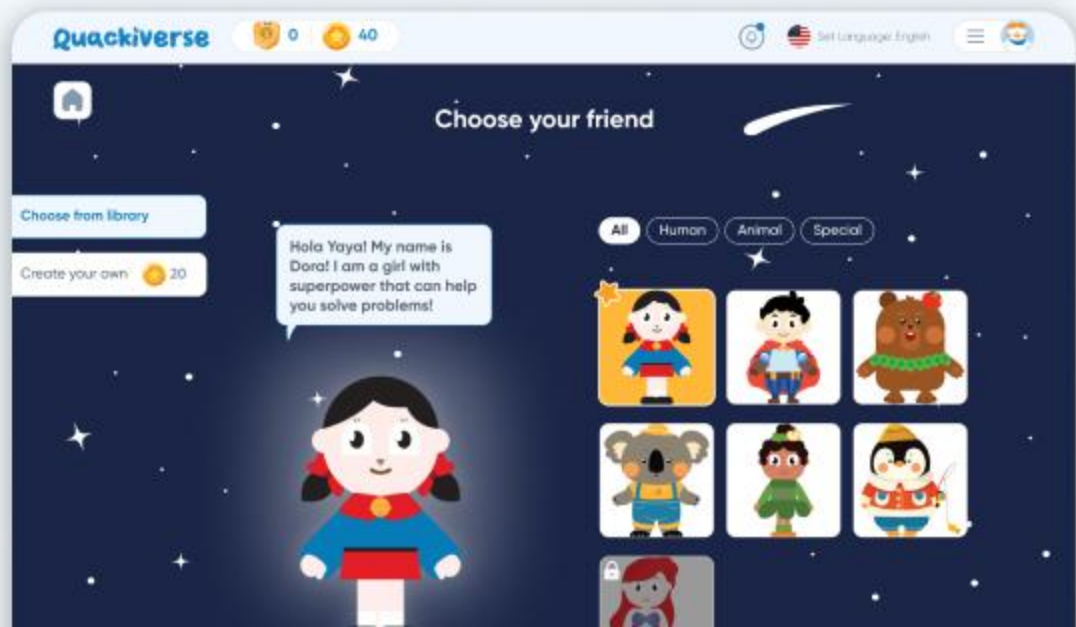 Quackiverse
0
40
Set Language: English
Choose your friend
Choose from library
Create your own 20
Hola Yaya! My name is
Dora! I am a girl with
superpower that can help
you solve problems!
All
Human
Animal
Special